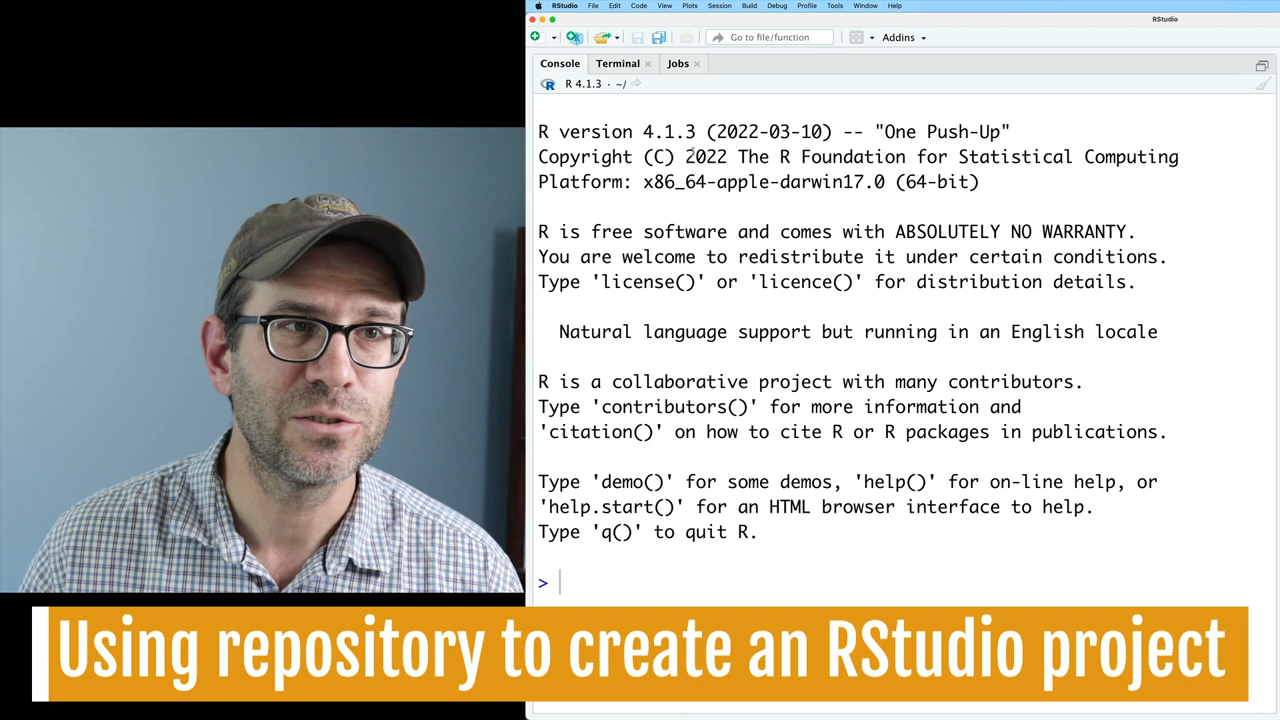 RStudio File Edit Code View Plots Session Build Debug Profile Tools Window Help
RStudio
Go to file/function Addins
Console Terminal Jobs
R 4.1.3 · ~/
R version 4.1.3 (2022-03-10) -- "One Push-Up"
Copyright (C) 2022 The R Foundation for Statistical Computing
Platform: x86_64-apple-darwin17.0 (64-bit)
R is free software and comes with ABSOLUTELY NO WARRANTY.
You are welcome to redistribute it under certain conditions.
Type 'license()' or 'licence()' for distribution details.
Natural language support but running in an English locale
R is a collaborative project with many contributors.
Type 'contributors()' for more information and
'citation()' on how to cite R or R packages in publications.
Type 'demo()' for some demos, 'help()' for on-line help, or
'help.start()' for an HTML browser interface to help.
Type 'q()' to quit R.
>
Using repository to create an RStudio project